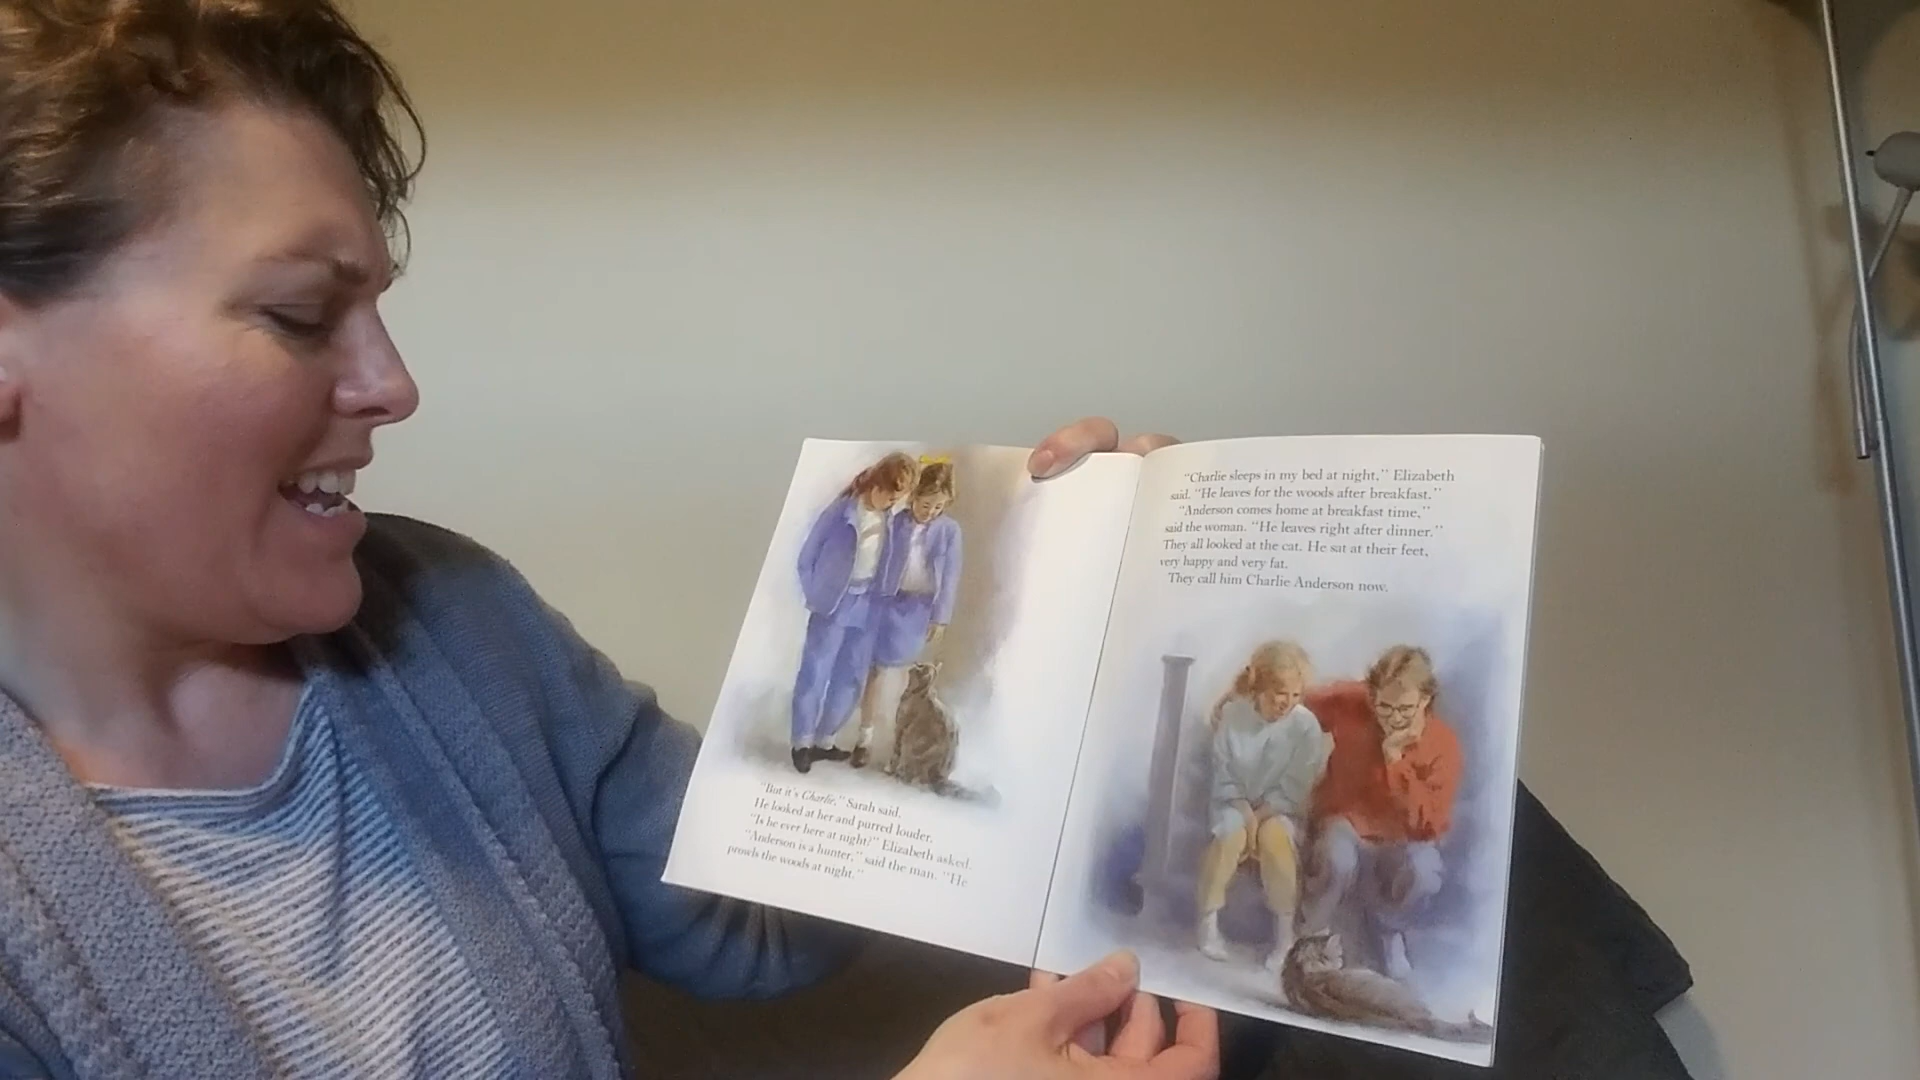 “But it's Charlie,” Sarah said.
He looked at her and purred louder.
“Is he ever here at night?” Elizabeth asked.
“Anderson is a hunter,” said the man. “He
prowls the woods at night.”
“Charlie sleeps in my bed at night,” Elizabeth
said. “He leaves for the woods after breakfast.”
“Anderson comes home at breakfast time,”
said the woman. “He leaves right after dinner.”
They all looked at the cat. He sat at their feet,
very happy and very fat.
They call him Charlie Anderson now.